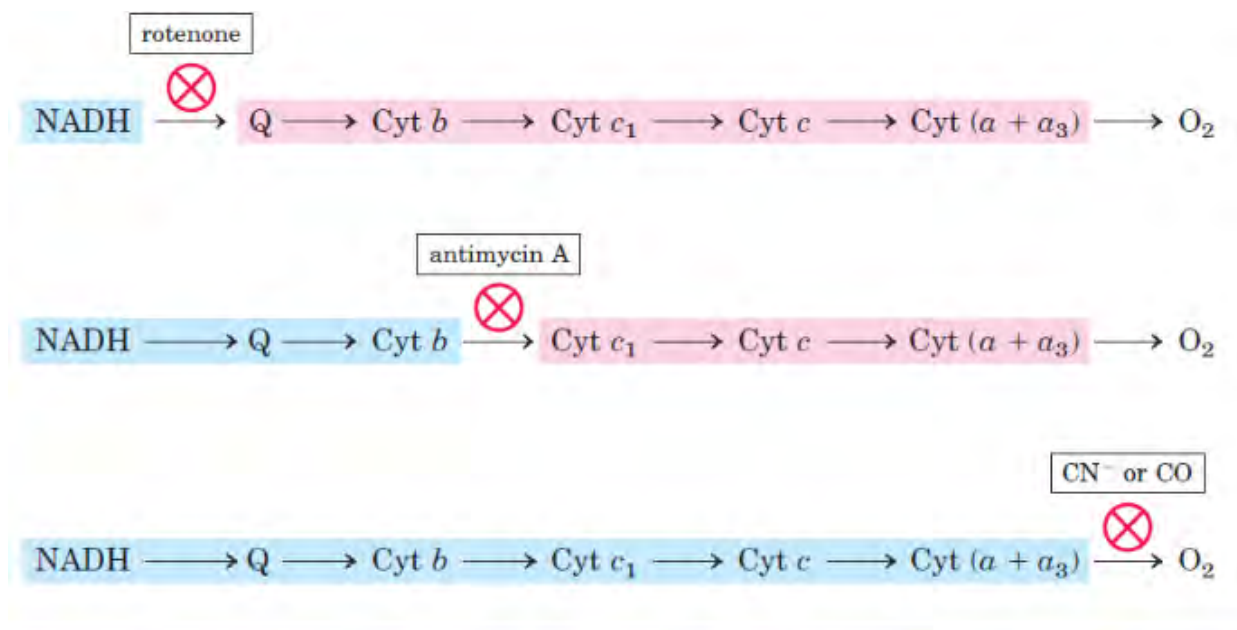 rotenone
NADH → Q → Cyt b → Cyt c₁ → Cyt c → Cyt (a + a₃) → O₂
antimycin A
NADH → Q → Cyt b → Cyt c₁ → Cyt c → Cyt (a + a₃) → O₂
CN⁻ or CO
NADH → Q → Cyt b → Cyt c₁ → Cyt c → Cyt (a + a₃) → O₂